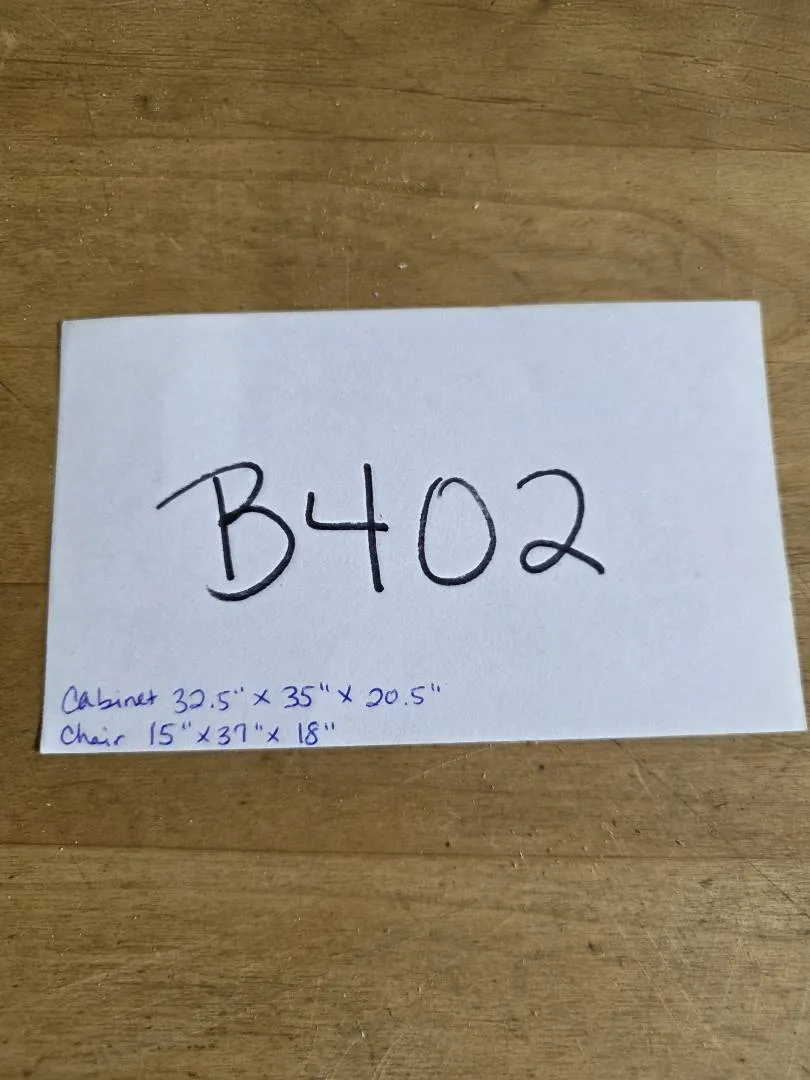 B402
Cabinet 32.5" x 35" x 20.5"
Chair 15" x 37" x 18"